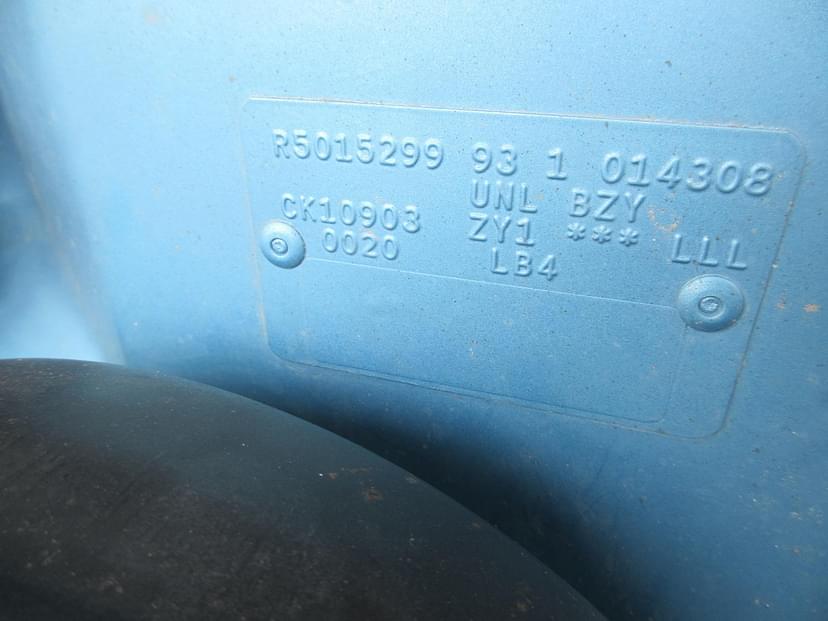 R5015299 93 1 014308
UNL BZY
CK10903 ZY1 *** LLL
0020 LB4